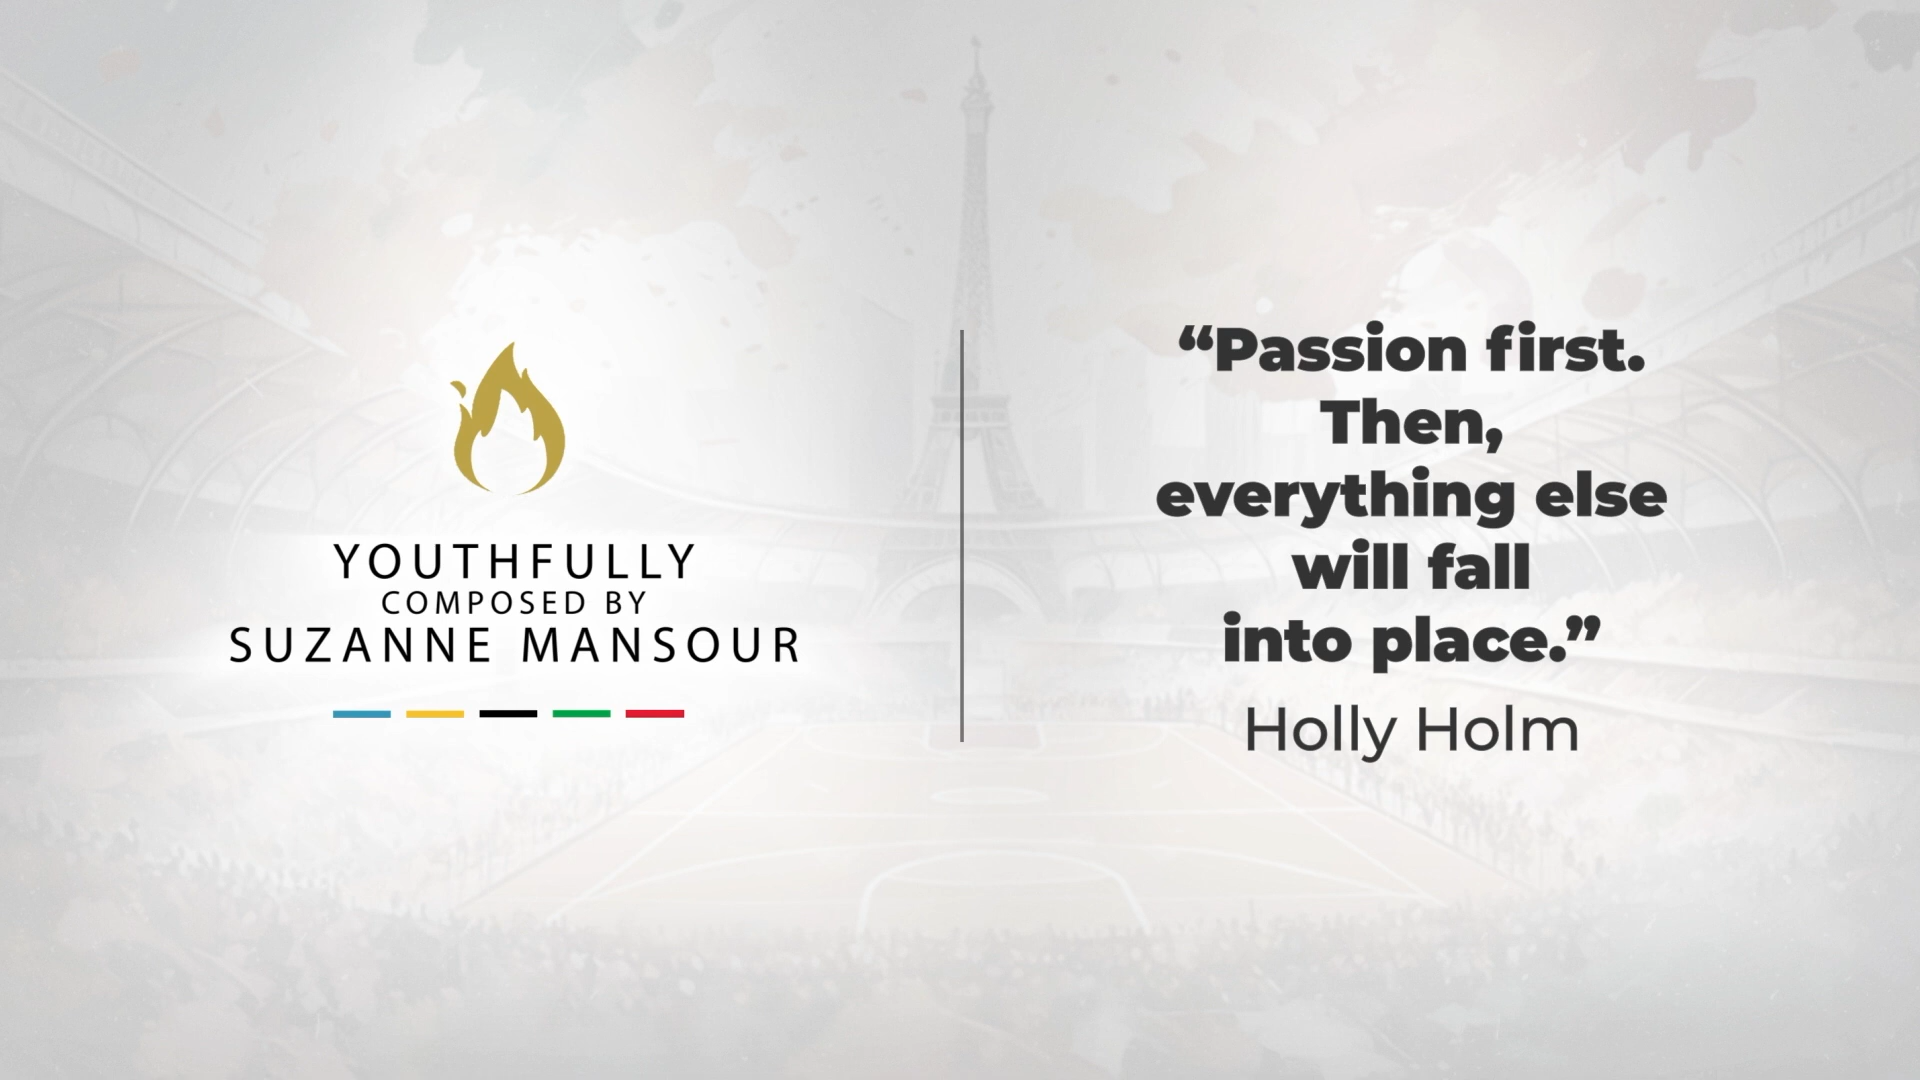 YOUTHFULLY
COMPOSED BY
SUZANNE MANSOUR
“Passion first.
Then,
everything else
will fall
into place.”
Holly Holm